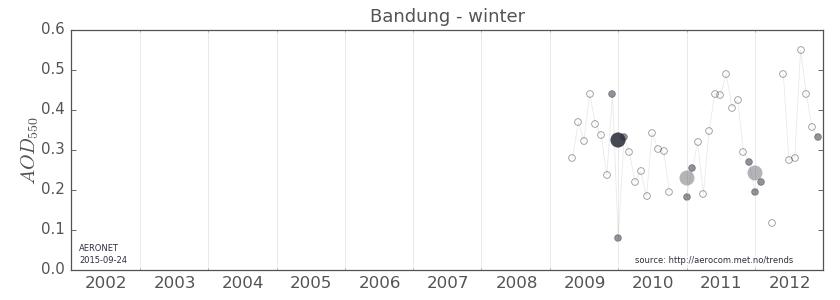 Bandung - winter
0.6
0.5
0.4
0.3
0.2
0.1
0.0
AOD550
AERONET
2015-09-24
source: http://aerocom.met.no/trends
2002 2003 2004 2005 2006 2007 2008 2009 2010 2011 2012